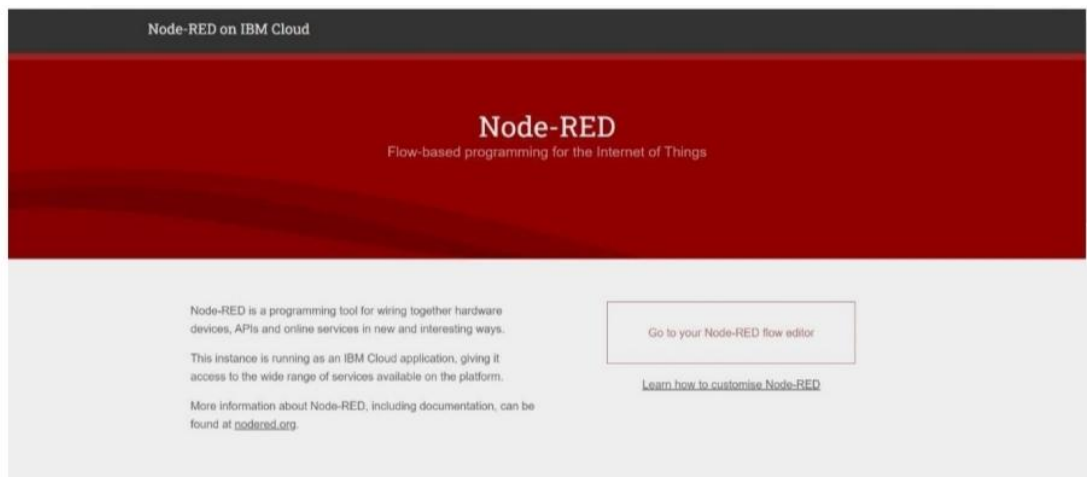 Node-RED on IBM Cloud
Node-RED
Flow-based programming for the Internet of Things
Node-RED is a programming tool for wiring together hardware
devices, APIs and online services in new and interesting ways.
This instance is running as an IBM Cloud application, giving it
access to the wide range of services available on the platform.
More information about Node-RED, including documentation, can be
found at nodered.org.
Go to your Node-RED flow editor
Learn how to customise Node-RED